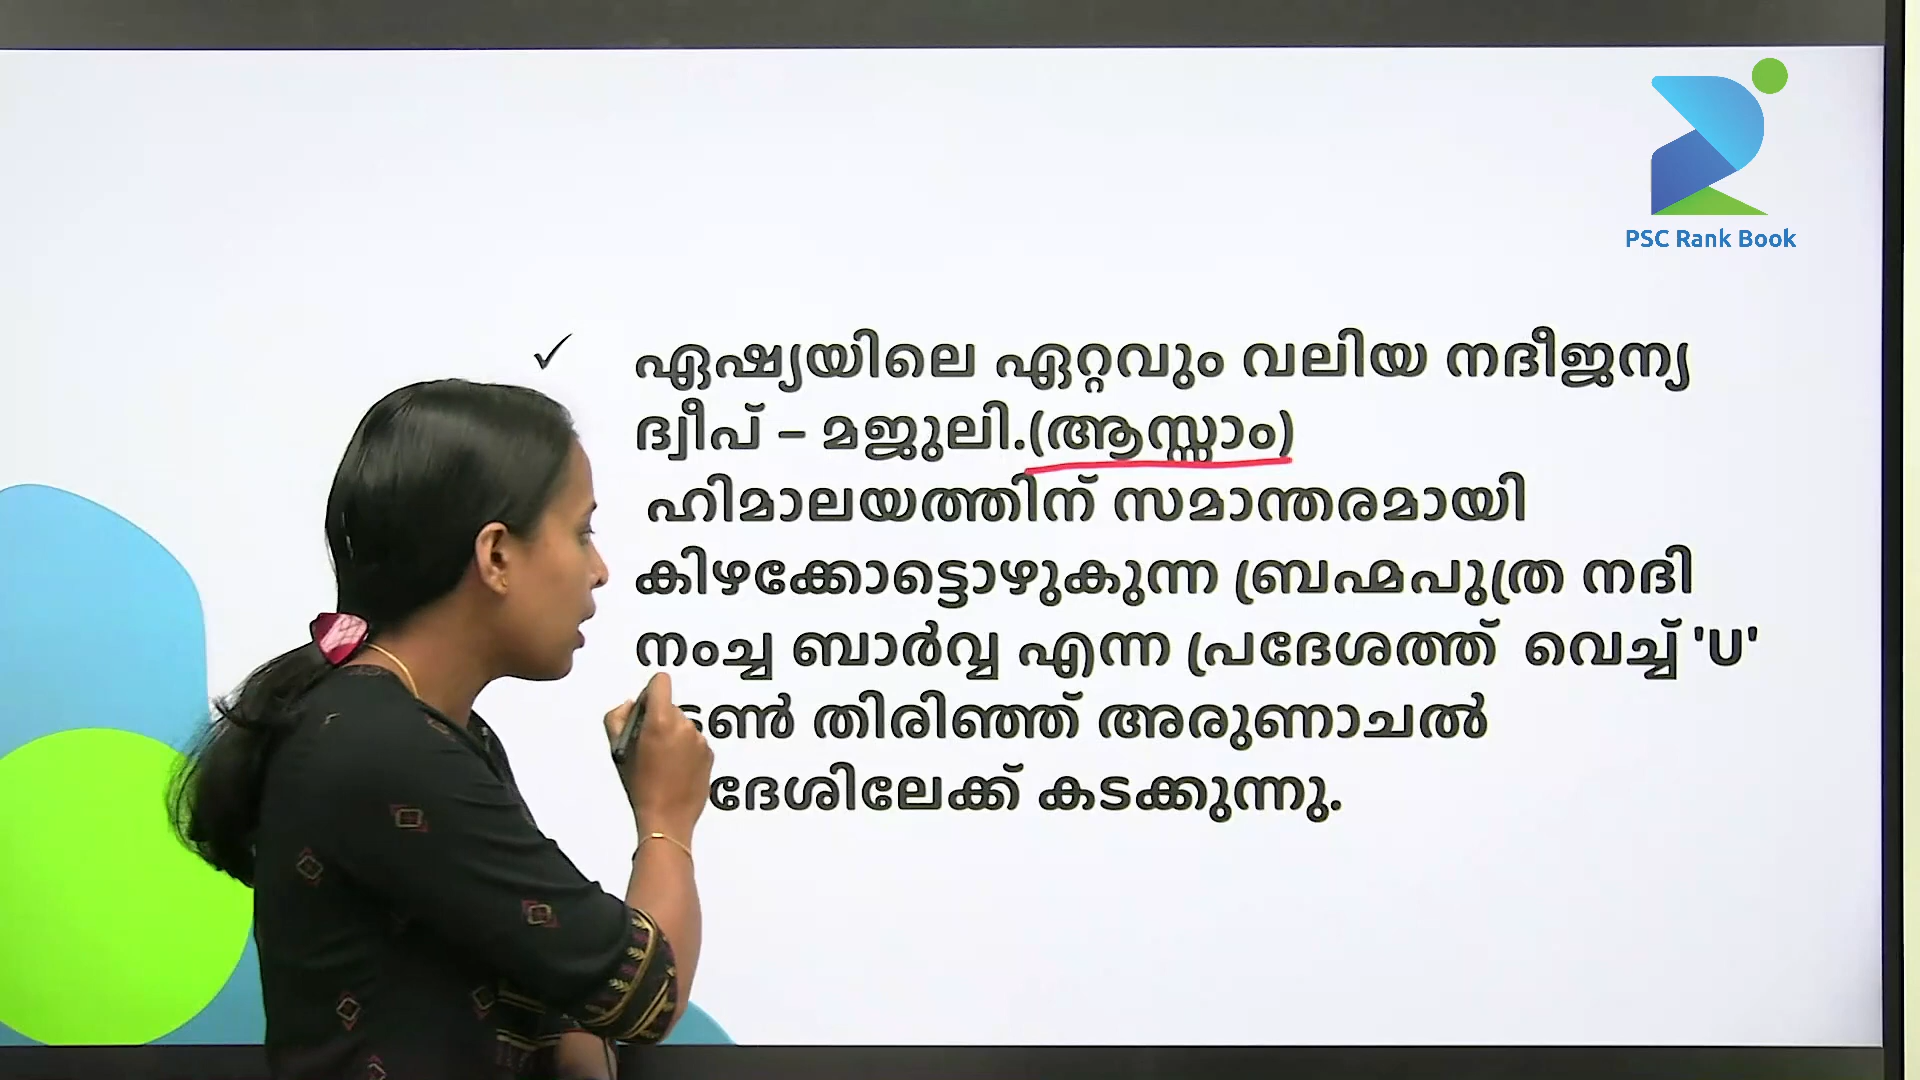 PSC Rank Book
✓ ഏഷ്യയിലെ ഏറ്റവും വലിയ നദീജന്യ
ദ്വീപ് – മജുലി.(ആസ്സാം)
ഹിമാലയത്തിന് സമാന്തരമായി
കിഴക്കോട്ടൊഴുകുന്ന ബ്രഹ്മപുത്ര നദി
നംച്ച ബാർവ്വ എന്ന പ്രദേശത്ത് വെച്ച് 'U'
തിരിഞ്ഞ് അരുണാചൽ
കടക്കുന്നു.